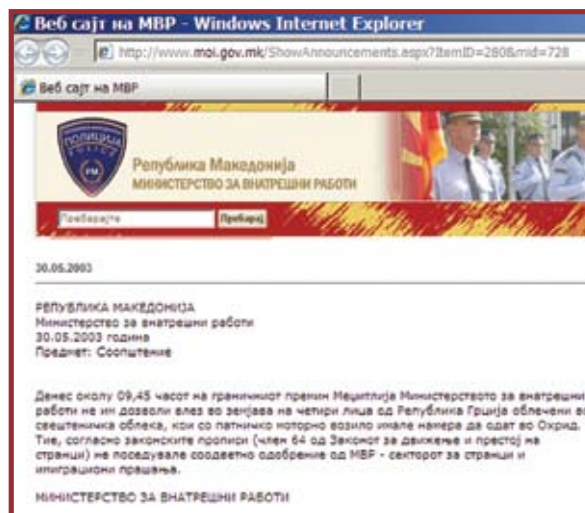 Веб сајт на МВР - Windows Internet Explorer
http://www.moi.gov.mk/ShowAnnouncements.aspx?ItemID=280&mid=728
Веб сајт на МВР
ПОЛИЦИЈА
POLICE
RM
Република Македонија
МИНИСТЕРСТВО ЗА ВНАТРЕШНИ РАБОТИ
Пребарајте
Пребарај
30.05.2003
РЕПУБЛИКА МАКЕДОНИЈА
Министерство за внатрешни работи
30.05.2003 година
Предмет: Соопштение
Денес околу 09,45 часот на граничниот премин Меџитлија Министерството за внатрешни
работи не им дозволи влез во земјава на четири лица од Република Грција облечени во
свештеничка облека, кои со патничко моторно возило имале намера да одат во Охрид.
Тие, согласно законските прописи (член 64 од Законот за движење и престој на
странци) не поседувале соодветно одобрение од МВР - секторот за странци и
имиграциони прашања.
МИНИСТЕРСТВО ЗА ВНАТРЕШНИ РАБОТИ